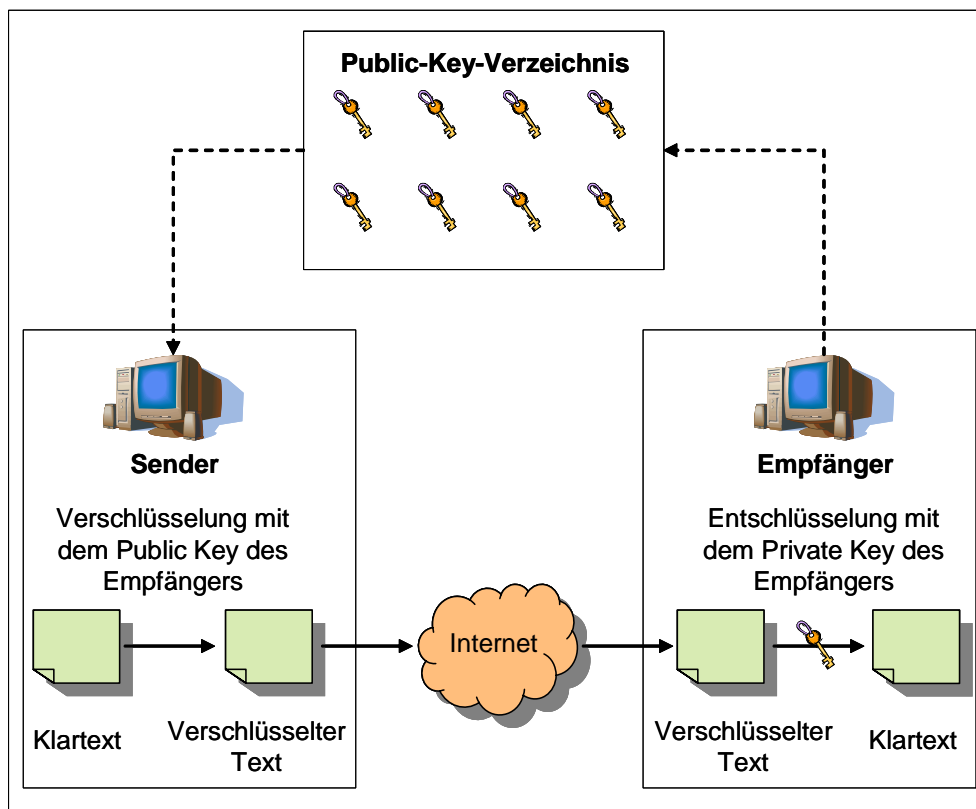 Public-Key-Verzeichnis
Sender
Verschlüsselung mit
dem Public Key des
Empfängers
Klartext
Verschlüsselter
Text
Internet
Empfänger
Entschlüsselung mit
dem Private Key des
Empfängers
Verschlüsselter
Text
Klartext